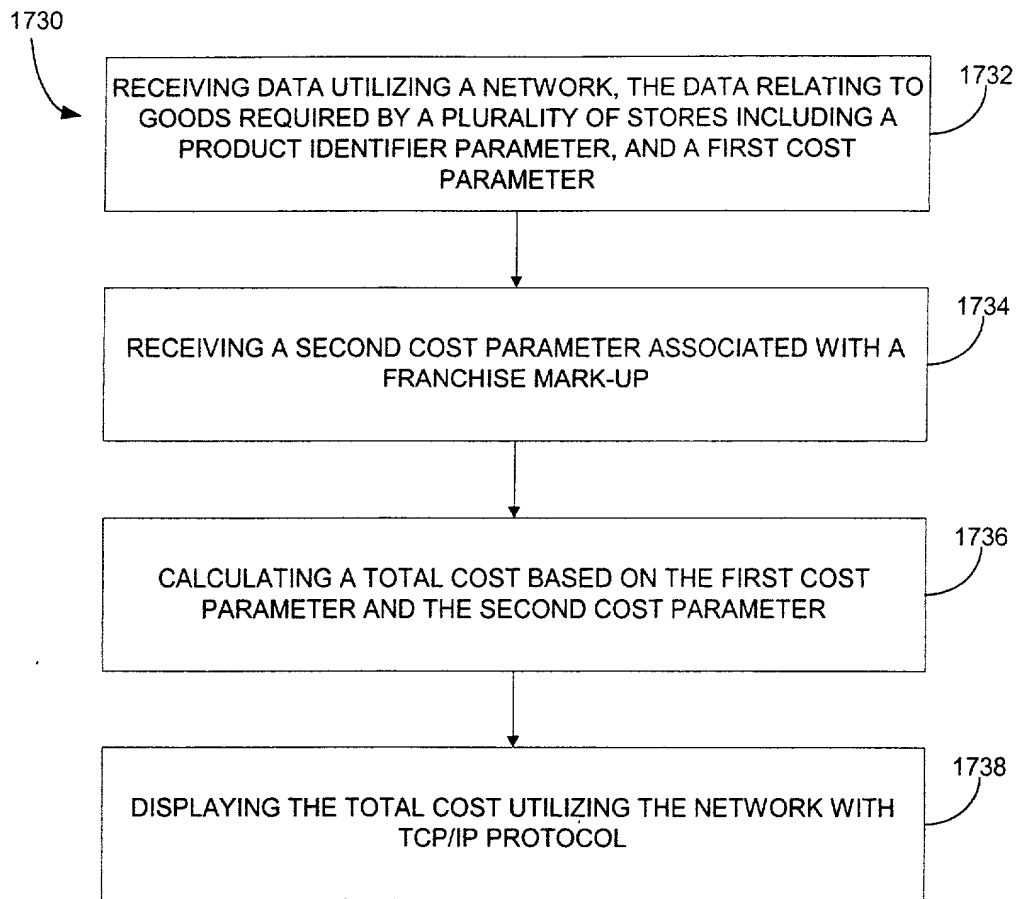 1730
RECEIVING DATA UTILIZING A NETWORK, THE DATA RELATING TO
GOODS REQUIRED BY A PLURALITY OF STORES INCLUDING A
PRODUCT IDENTIFIER PARAMETER, AND A FIRST COST
PARAMETER
1732
RECEIVING A SECOND COST PARAMETER ASSOCIATED WITH A
FRANCHISE MARK-UP
1734
CALCULATING A TOTAL COST BASED ON THE FIRST COST
PARAMETER AND THE SECOND COST PARAMETER
1736
DISPLAYING THE TOTAL COST UTILIZING THE NETWORK WITH
TCP/IP PROTOCOL
1738